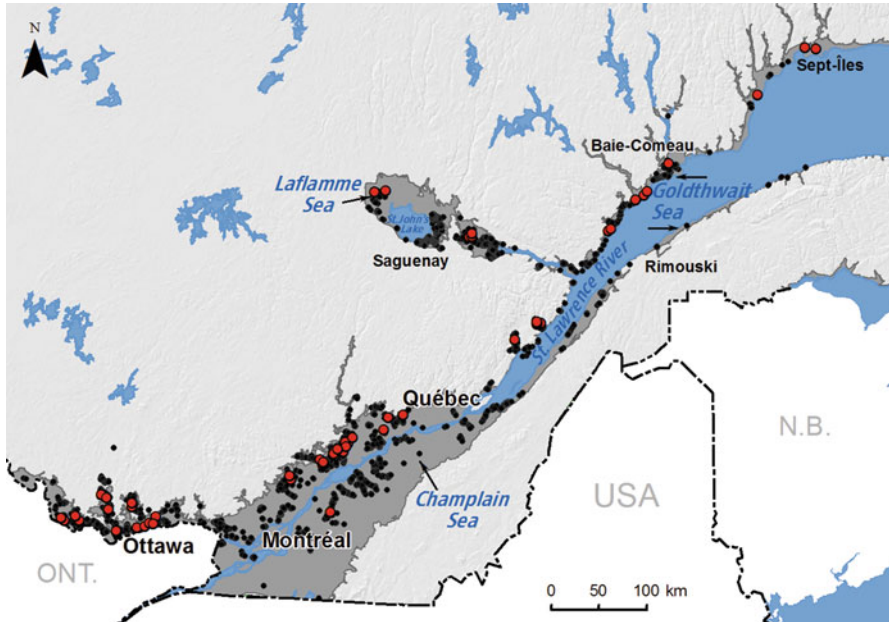 N
Sept-Îles
Baie-Comeau
Laflamme
Sea
Goldthwait
Sea
St.John's
Lake
Saguenay
Rimouski
St. Lawrence River
Québec
N.B.
Champlain
Sea
USA
Montréal
Ottawa
ONT.
0 50 100 km